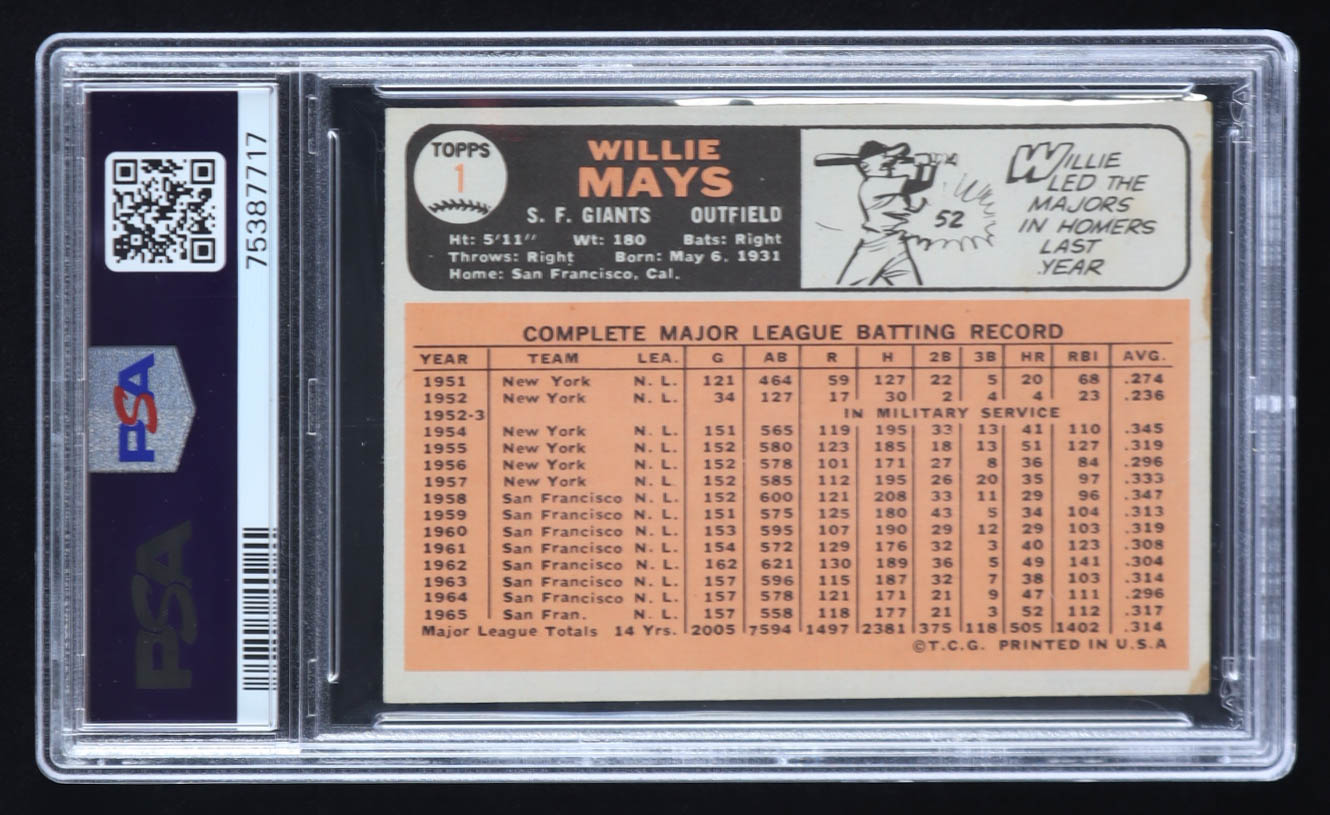 75387717
PSA
PSA
TOPPS
1
WILLIE
MAYS
S. F. GIANTS OUTFIELD
Ht: 5'11" Wt: 180 Bats: Right
Throws: Right Born: May 6, 1931
Home: San Francisco, Cal.
52
WILLIE
LED THE
MAJORS
IN HOMERS
LAST
YEAR
COMPLETE MAJOR LEAGUE BATTING RECORD
YEAR TEAM LEA. G AB R H 2B 3B HR RBI AVG.
1951 New York N. L. 121 464 59 127 22 5 20 68 .274
1952 New York N. L. 34 127 17 30 2 4 4 23 .236
1952-3 IN MILITARY SERVICE
1954 New York N. L. 151 565 119 195 33 13 41 110 .345
1955 New York N. L. 152 580 123 185 18 13 51 127 .319
1956 New York N. L. 152 578 101 171 27 8 36 84 .296
1957 New York N. L. 152 585 112 195 26 20 35 97 .333
1958 San Francisco N. L. 152 600 121 208 33 11 29 96 .347
1959 San Francisco N. L. 151 575 125 180 43 5 34 104 .313
1960 San Francisco N. L. 153 595 107 190 29 12 29 103 .319
1961 San Francisco N. L. 154 572 129 176 32 3 40 123 .308
1962 San Francisco N. L. 162 621 130 189 36 5 49 141 .304
1963 San Francisco N. L. 157 596 115 187 32 7 38 103 .314
1964 San Francisco N. L. 157 578 121 171 21 9 47 111 .296
1965 San Fran. N. L. 157 558 118 177 21 3 52 112 .317
Major League Totals 14 Yrs. 2005 7594 1497 2381 375 118 505 1402 .314
©T.C.G. PRINTED IN U.S.A